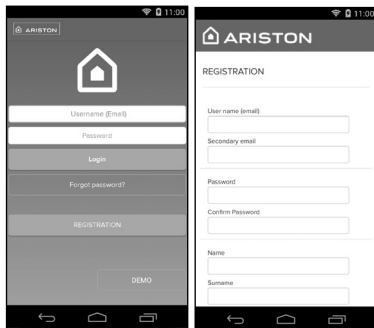 11:00
ARISTON
Username (Email)
Password
Login
Forgot password?
REGISTRATION
DEMO
11:00
ARISTON
REGISTRATION
User name (email)
Secondary email
Password
Confirm Password
Name
Surname